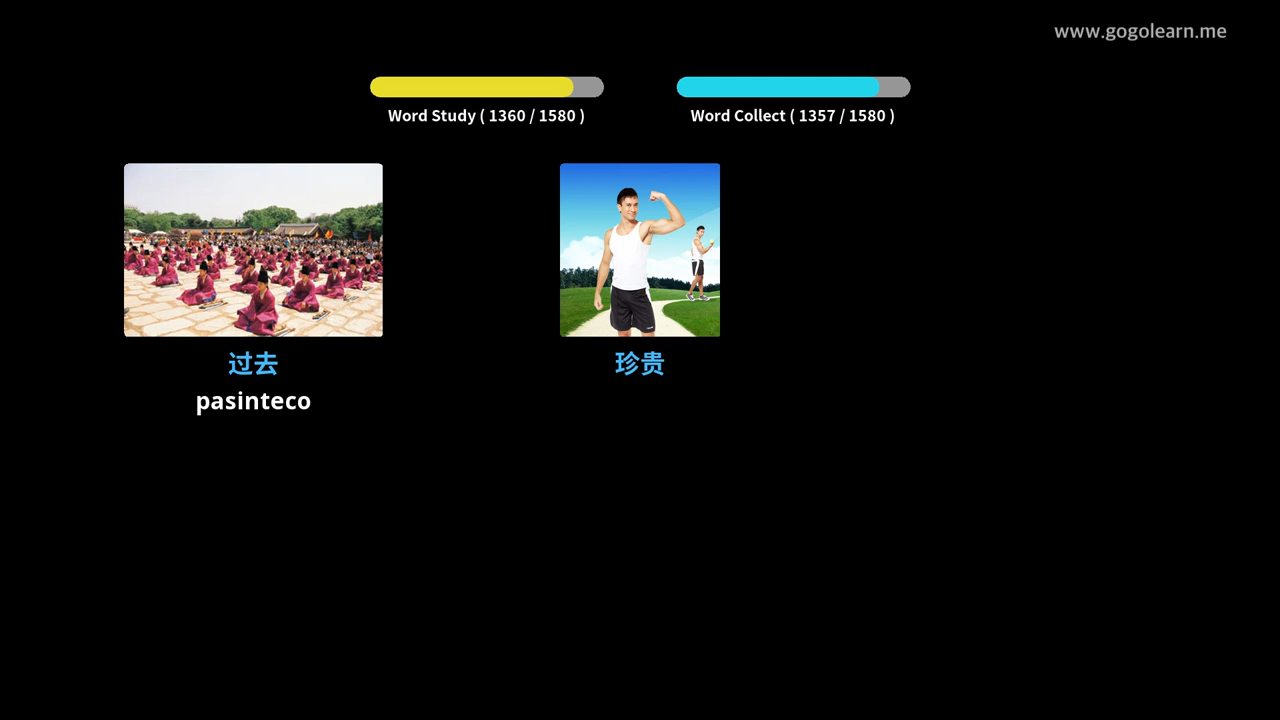 www.gogolearn.me
Word Study ( 1360 / 1580 )
Word Collect ( 1357 / 1580 )
过去
pasinteco
珍贵